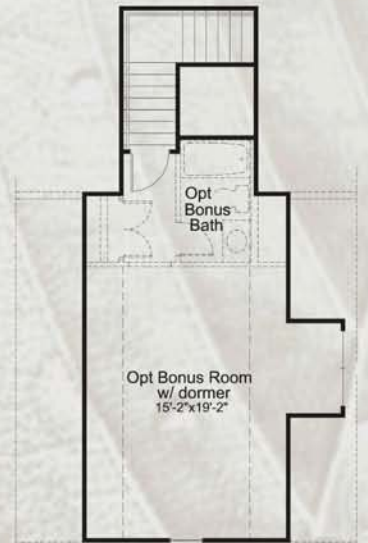 Opt
Bonus
Bath
Opt Bonus Room
w/ dormer
15'-2"x19'-2"